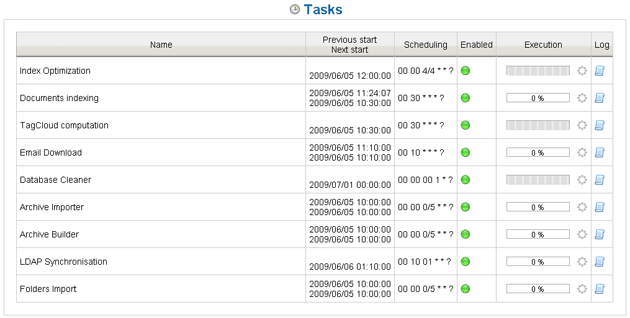 Tasks
Name Previous start Next start Scheduling Enabled Execution Log
Index Optimization 2009/06/05 12:00:00 00 00 4/4 * * ?
Documents indexing 2009/06/05 11:24:07 2009/06/05 10:30:00 00 30 * * * ? 0 %
TagCloud computation 2009/06/05 10:30:00 00 30 * * * ?
Email Download 2009/06/05 11:10:00 2009/06/05 10:10:00 00 10 * * * ? 0 %
Database Cleaner 2009/07/01 00:00:00 00 00 00 1 * ?
Archive Importer 2009/06/05 10:00:00 2009/06/05 10:00:00 00 00 0/5 * * ? 0 %
Archive Builder 2009/06/05 10:00:00 2009/06/05 10:00:00 00 00 0/5 * * ? 0 %
LDAP Synchronisation 2009/06/06 01:10:00 00 10 01 * * ? 0 %
Folders Import 2009/06/05 10:00:00 2009/06/05 10:00:00 00 00 0/5 * * ? 0 %